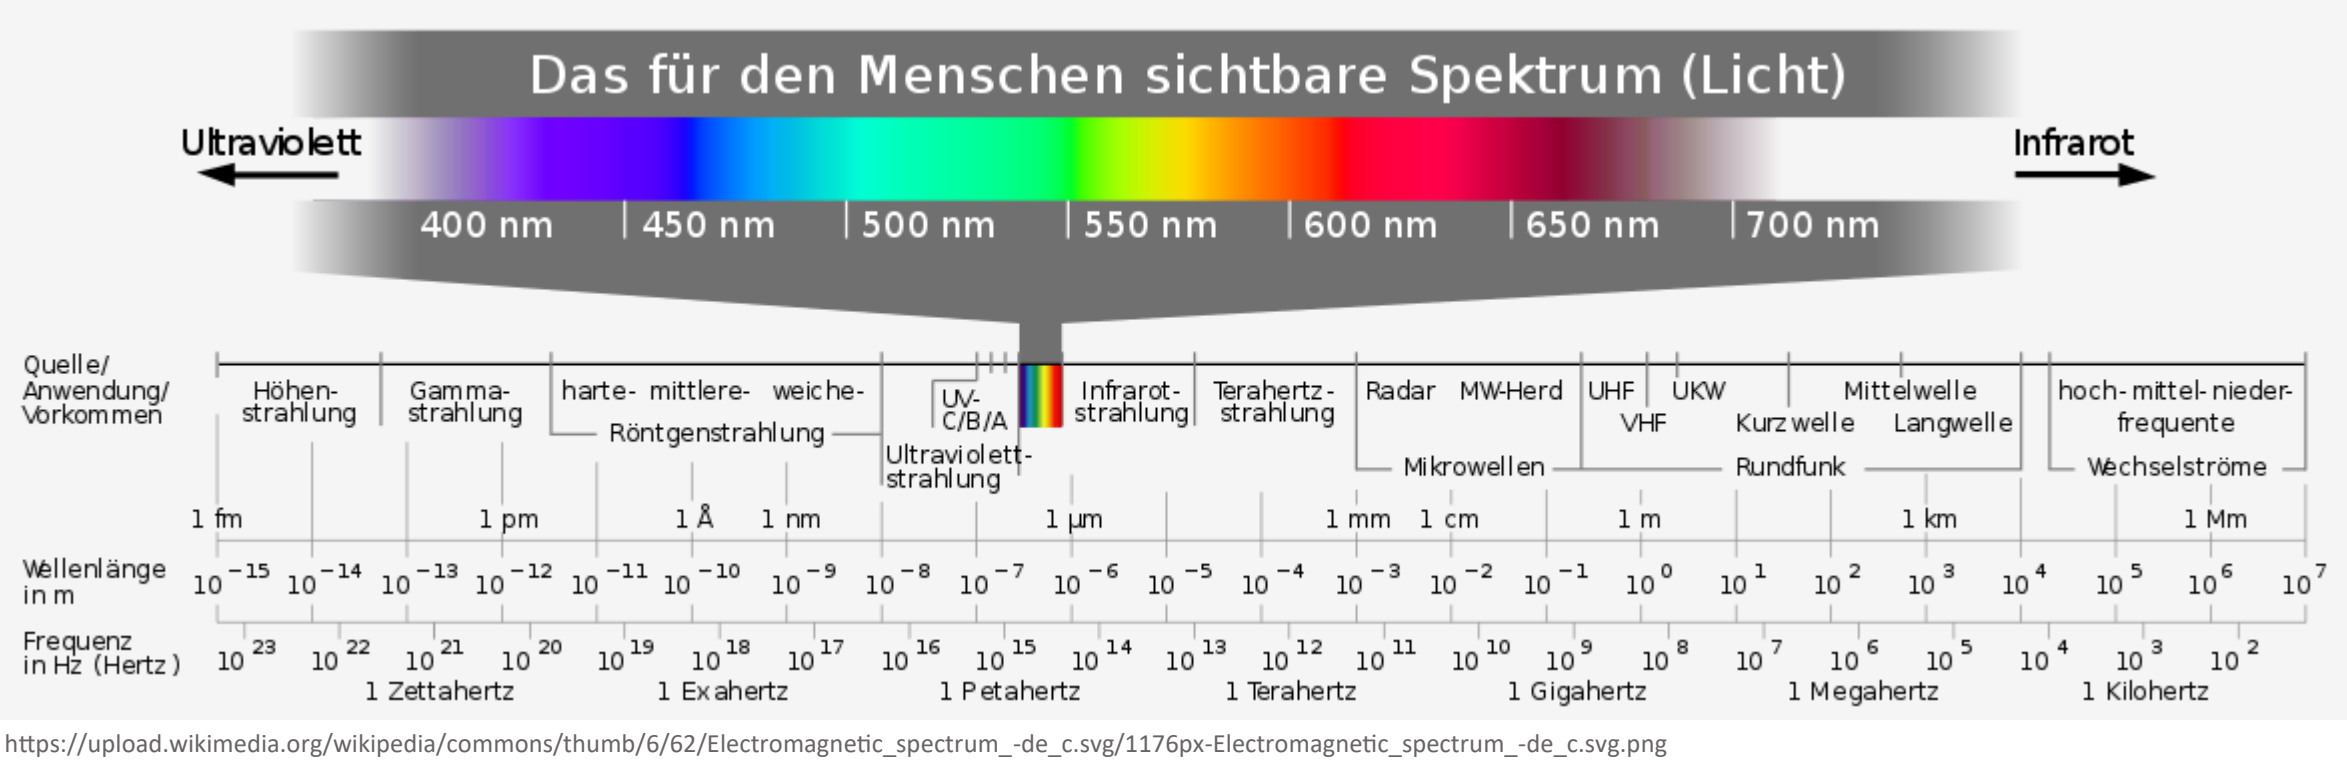 Das für den Menschen sichtbare Spektrum (Licht)
Ultraviolett
Infrarot
400 nm 450 nm 500 nm 550 nm 600 nm 650 nm 700 nm
Quelle/
Anwendung/
Vorkommen
Höhen-
strahlung
Gamma-
strahlung
harte- mittlere- weiche-
Röntgenstrahlung
UV-
C/B/A
Ultraviolett-
strahlung
Infrarot-
strahlung
Terahertz-
strahlung
Radar MW-Herd
Mikrowellen
UHF UKW Mittelwelle
VHF Kurzwelle Langwelle
Rundfunk
hoch- mittel- nieder-
frequente
Wechselströme
1 fm 1 pm 1 Å 1 nm 1 µm 1 mm 1 cm 1 m 1 km 1 Mm
Wellenlänge
in m
10⁻¹⁵ 10⁻¹⁴ 10⁻¹³ 10⁻¹² 10⁻¹¹ 10⁻¹⁰ 10⁻⁹ 10⁻⁸ 10⁻⁷ 10⁻⁶ 10⁻⁵ 10⁻⁴ 10⁻³ 10⁻² 10⁻¹ 10⁰ 10¹ 10² 10³ 10⁴ 10⁵ 10⁶ 10⁷
Frequenz
in Hz (Hertz)
10²³ 10²² 10²¹ 10²⁰ 10¹⁹ 10¹⁸ 10¹⁷ 10¹⁶ 10¹⁵ 10¹⁴ 10¹³ 10¹² 10¹¹ 10¹⁰ 10⁹ 10⁸ 10⁷ 10⁶ 10⁵ 10⁴ 10³ 10²
1 Zettahertz 1 Exahertz 1 Petahertz 1 Terahertz 1 Gigahertz 1 Megahertz 1 Kilohertz
https://upload.wikimedia.org/wikipedia/commons/thumb/6/62/Electromagnetic_spectrum_-de_c.svg/1176px-Electromagnetic_spectrum_-de_c.svg.png